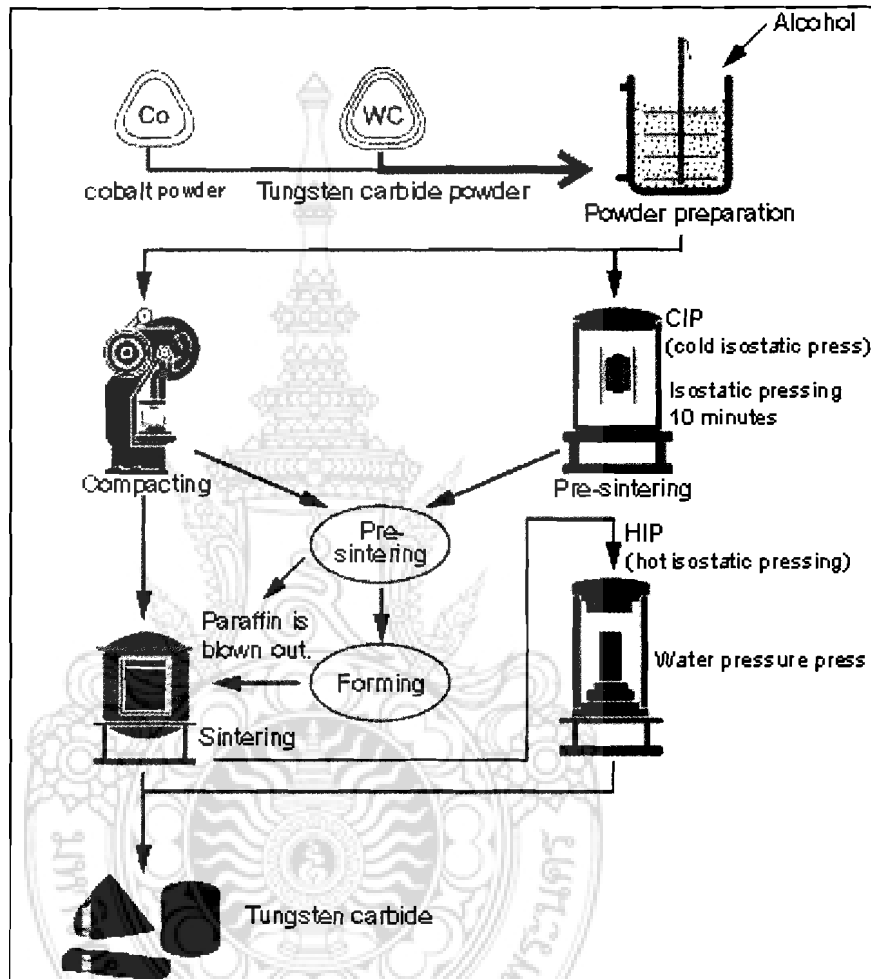 Alcohol
Co
WC
cobalt powder
Tungsten carbide powder
Powder preparation
CIP
(cold isostatic press)
Isostatic pressing
10 minutes
Compacting
Pre-sintering
Pre-
sintering
HIP
(hot isostatic pressing)
Paraffin is
blown out.
Water pressure press
Forming
Sintering
Tungsten carbide